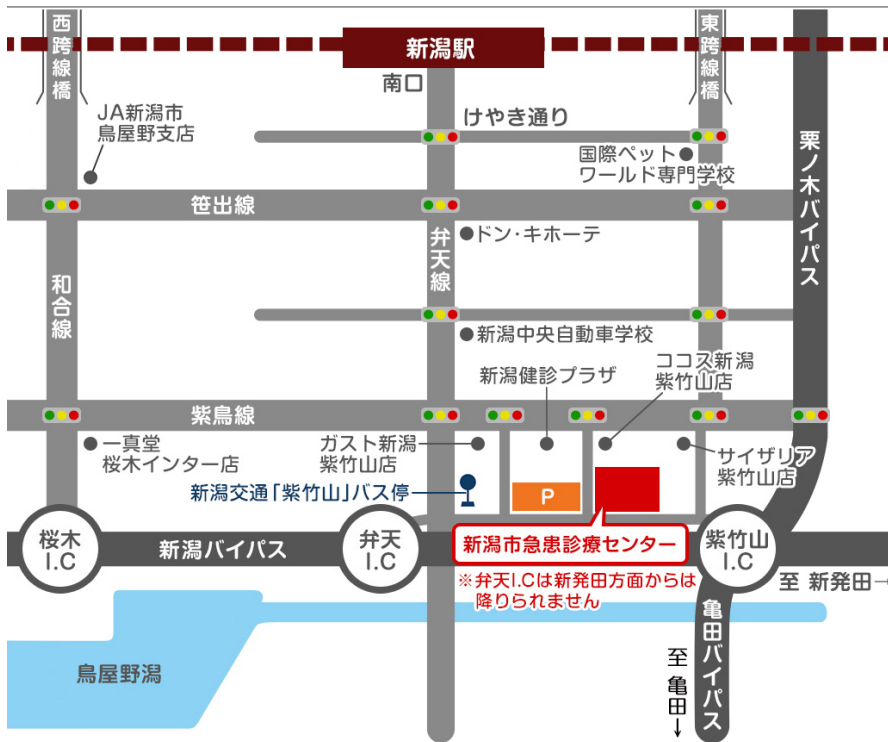 新潟駅
南口
西跨線橋
東跨線橋
JA新潟市
鳥屋野支店
けやき通り
国際ペット
ワールド専門学校
栗ノ木バイパス
笹出線
弁天線
ドン・キホーテ
和合線
新潟中央自動車学校
新潟健診プラザ
ココス新潟
紫竹山店
紫鳥線
一真堂
桜木インター店
ガスト新潟
紫竹山店
サイザリア
紫竹山店
新潟交通「紫竹山」バス停
P
桜木
I.C
新潟バイパス
弁天
I.C
新潟市急患診療センター
紫竹山
I.C
※弁天I.Cは新発田方面からは
降りられません
至 新発田→
鳥屋野潟
至 亀田→
亀田バイパス